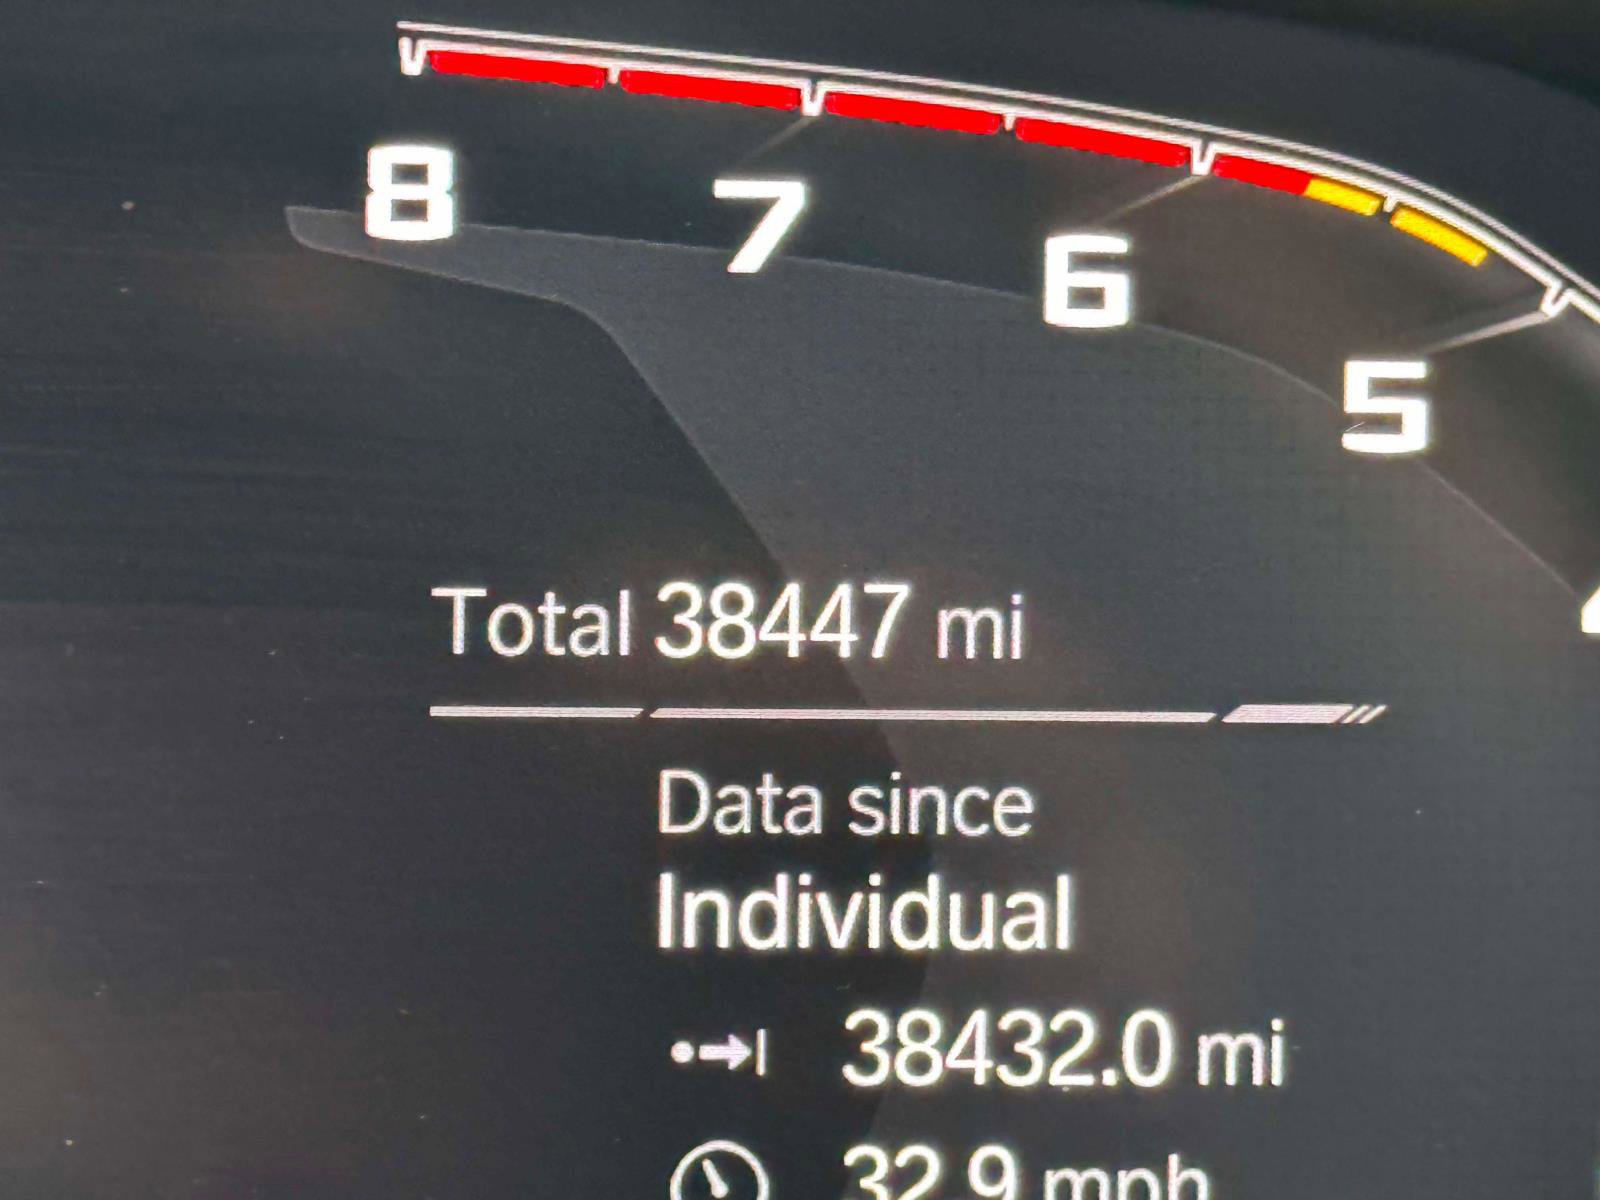 8
7
6
5
Total 38447 mi
Data since
Individual
38432.0 mi
32.9 mph